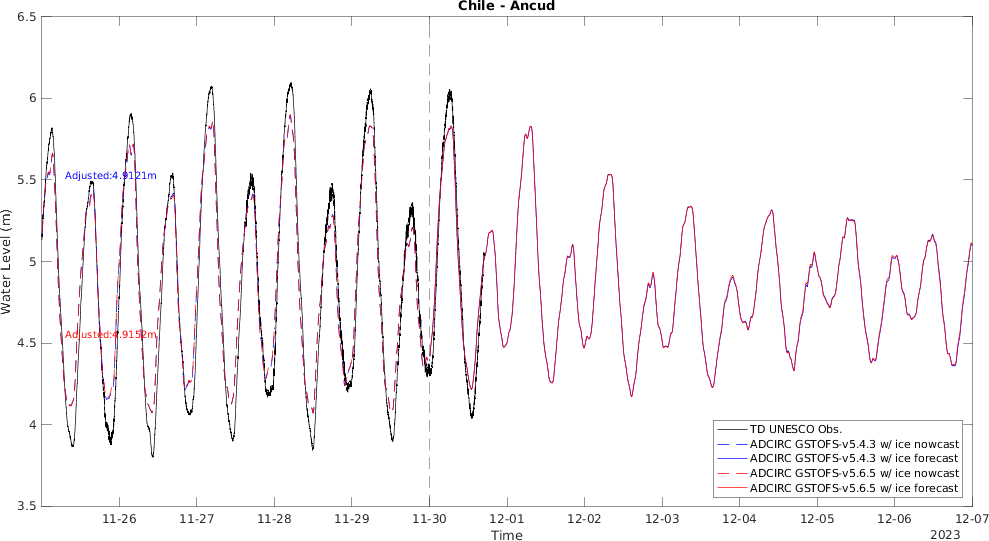 Chile - Ancud
6.5
6
5.5
5
4.5
4
3.5
Water Level (m)
Adjusted:4.9121m
Adjusted:4.9152m
TD UNESCO Obs.
ADCIRC GSTOFS-v5.4.3 w/ ice nowcast
ADCIRC GSTOFS-v5.4.3 w/ ice forecast
ADCIRC GSTOFS-v5.6.5 w/ ice nowcast
ADCIRC GSTOFS-v5.6.5 w/ ice forecast
11-26 11-27 11-28 11-29 11-30 12-01 12-02 12-03 12-04 12-05 12-06 12-07
Time
2023